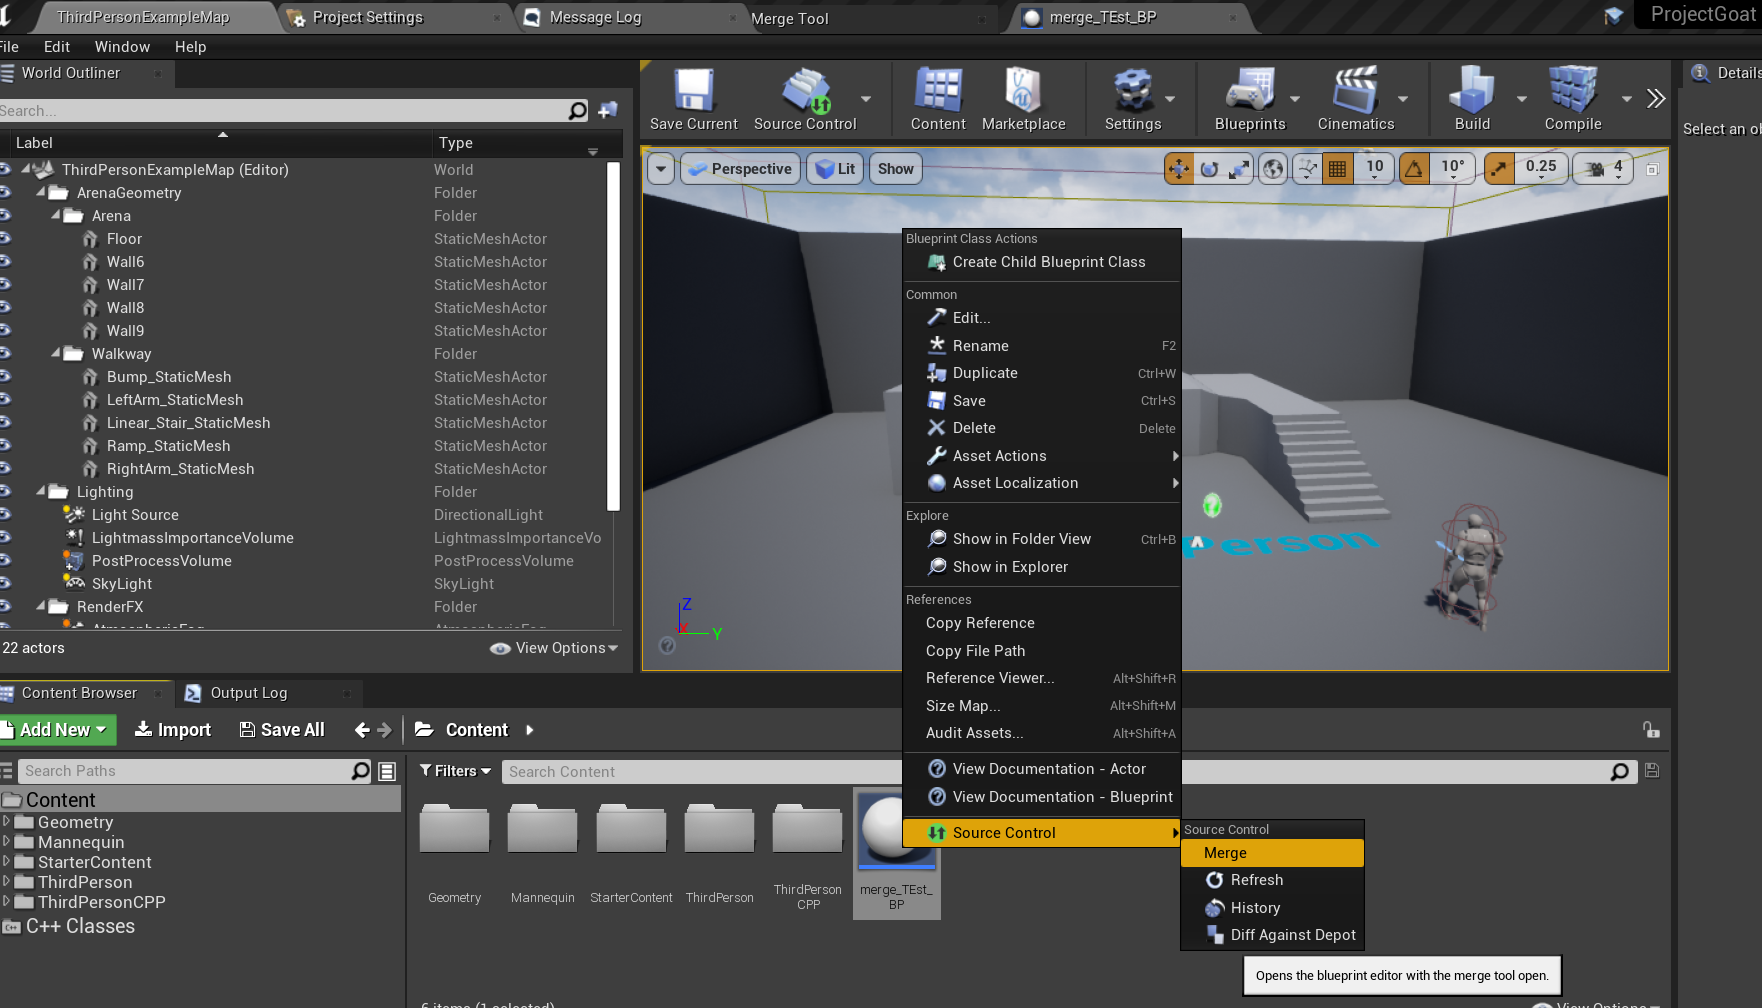 ThirdPersonExampleMap
Project Settings
Message Log
Merge Tool
merge_TEst_BP
ProjectGoat
File Edit Window Help
World Outliner
Search...
Label Type
ThirdPersonExampleMap (Editor) World
ArenaGeometry Folder
Arena Folder
Floor StaticMeshActor
Wall6 StaticMeshActor
Wall7 StaticMeshActor
Wall8 StaticMeshActor
Wall9 StaticMeshActor
Walkway Folder
Bump_StaticMesh StaticMeshActor
LeftArm_StaticMesh StaticMeshActor
Linear_Stair_StaticMesh StaticMeshActor
Ramp_StaticMesh StaticMeshActor
RightArm_StaticMesh StaticMeshActor
Lighting Folder
Light Source DirectionalLight
LightmassImportanceVolume LightmassImportanceVo
PostProcessVolume PostProcessVolume
SkyLight SkyLight
RenderFX Folder
22 actors View Options
Save Current Source Control Content Marketplace Settings Blueprints Cinematics Build Compile
Details
Select an ob
Perspective Lit Show 10 10° 0.25 4
Z
X Y
Person
Blueprint Class Actions
Create Child Blueprint Class
Common
Edit...
Rename F2
Duplicate Ctrl+W
Save Ctrl+S
Delete Delete
Asset Actions
Asset Localization
Explore
Show in Folder View Ctrl+B
Show in Explorer
References
Copy Reference
Copy File Path
Reference Viewer... Alt+Shift+R
Size Map... Alt+Shift+M
Audit Assets... Alt+Shift+A
View Documentation - Actor
View Documentation - Blueprint
Source Control
Source Control
Merge
Refresh
History
Diff Against Depot
Opens the blueprint editor with the merge tool open.
Content Browser Output Log
Add New Import Save All Content
Search Paths
Content
Geometry
Mannequin
StarterContent
ThirdPerson
ThirdPersonCPP
C++ Classes
Filters Search Content
Geometry
Mannequin
StarterContent
ThirdPerson
ThirdPerson
CPP
merge_TEst_
BP
6 items (1 selected) View Options